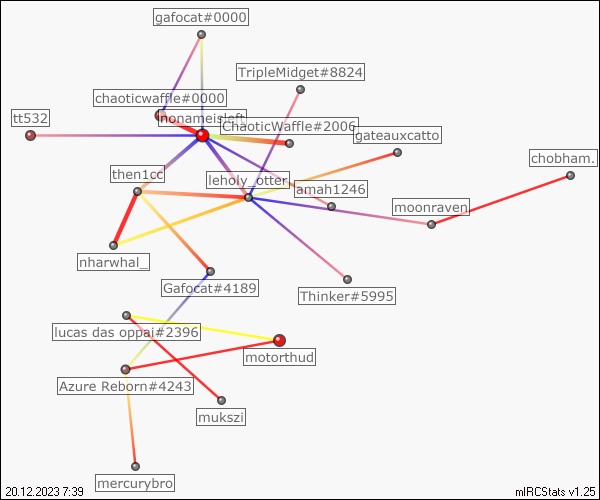 gafocat#0000
TripleMidget#8824
chaoticwaffle#0000
nonameisleft
tt532
ChaoticWaffle#2006
gateauxcatto
chobham.
then1cc
leholy_otter
amah1246
moonraven
nharwhal_
Gafocat#4189
Thinker#5995
lucas das oppai#2396
motorthud
Azure Reborn#4243
mukszi
mercurybro
20.12.2023 7:39
mIRCStats v1.25